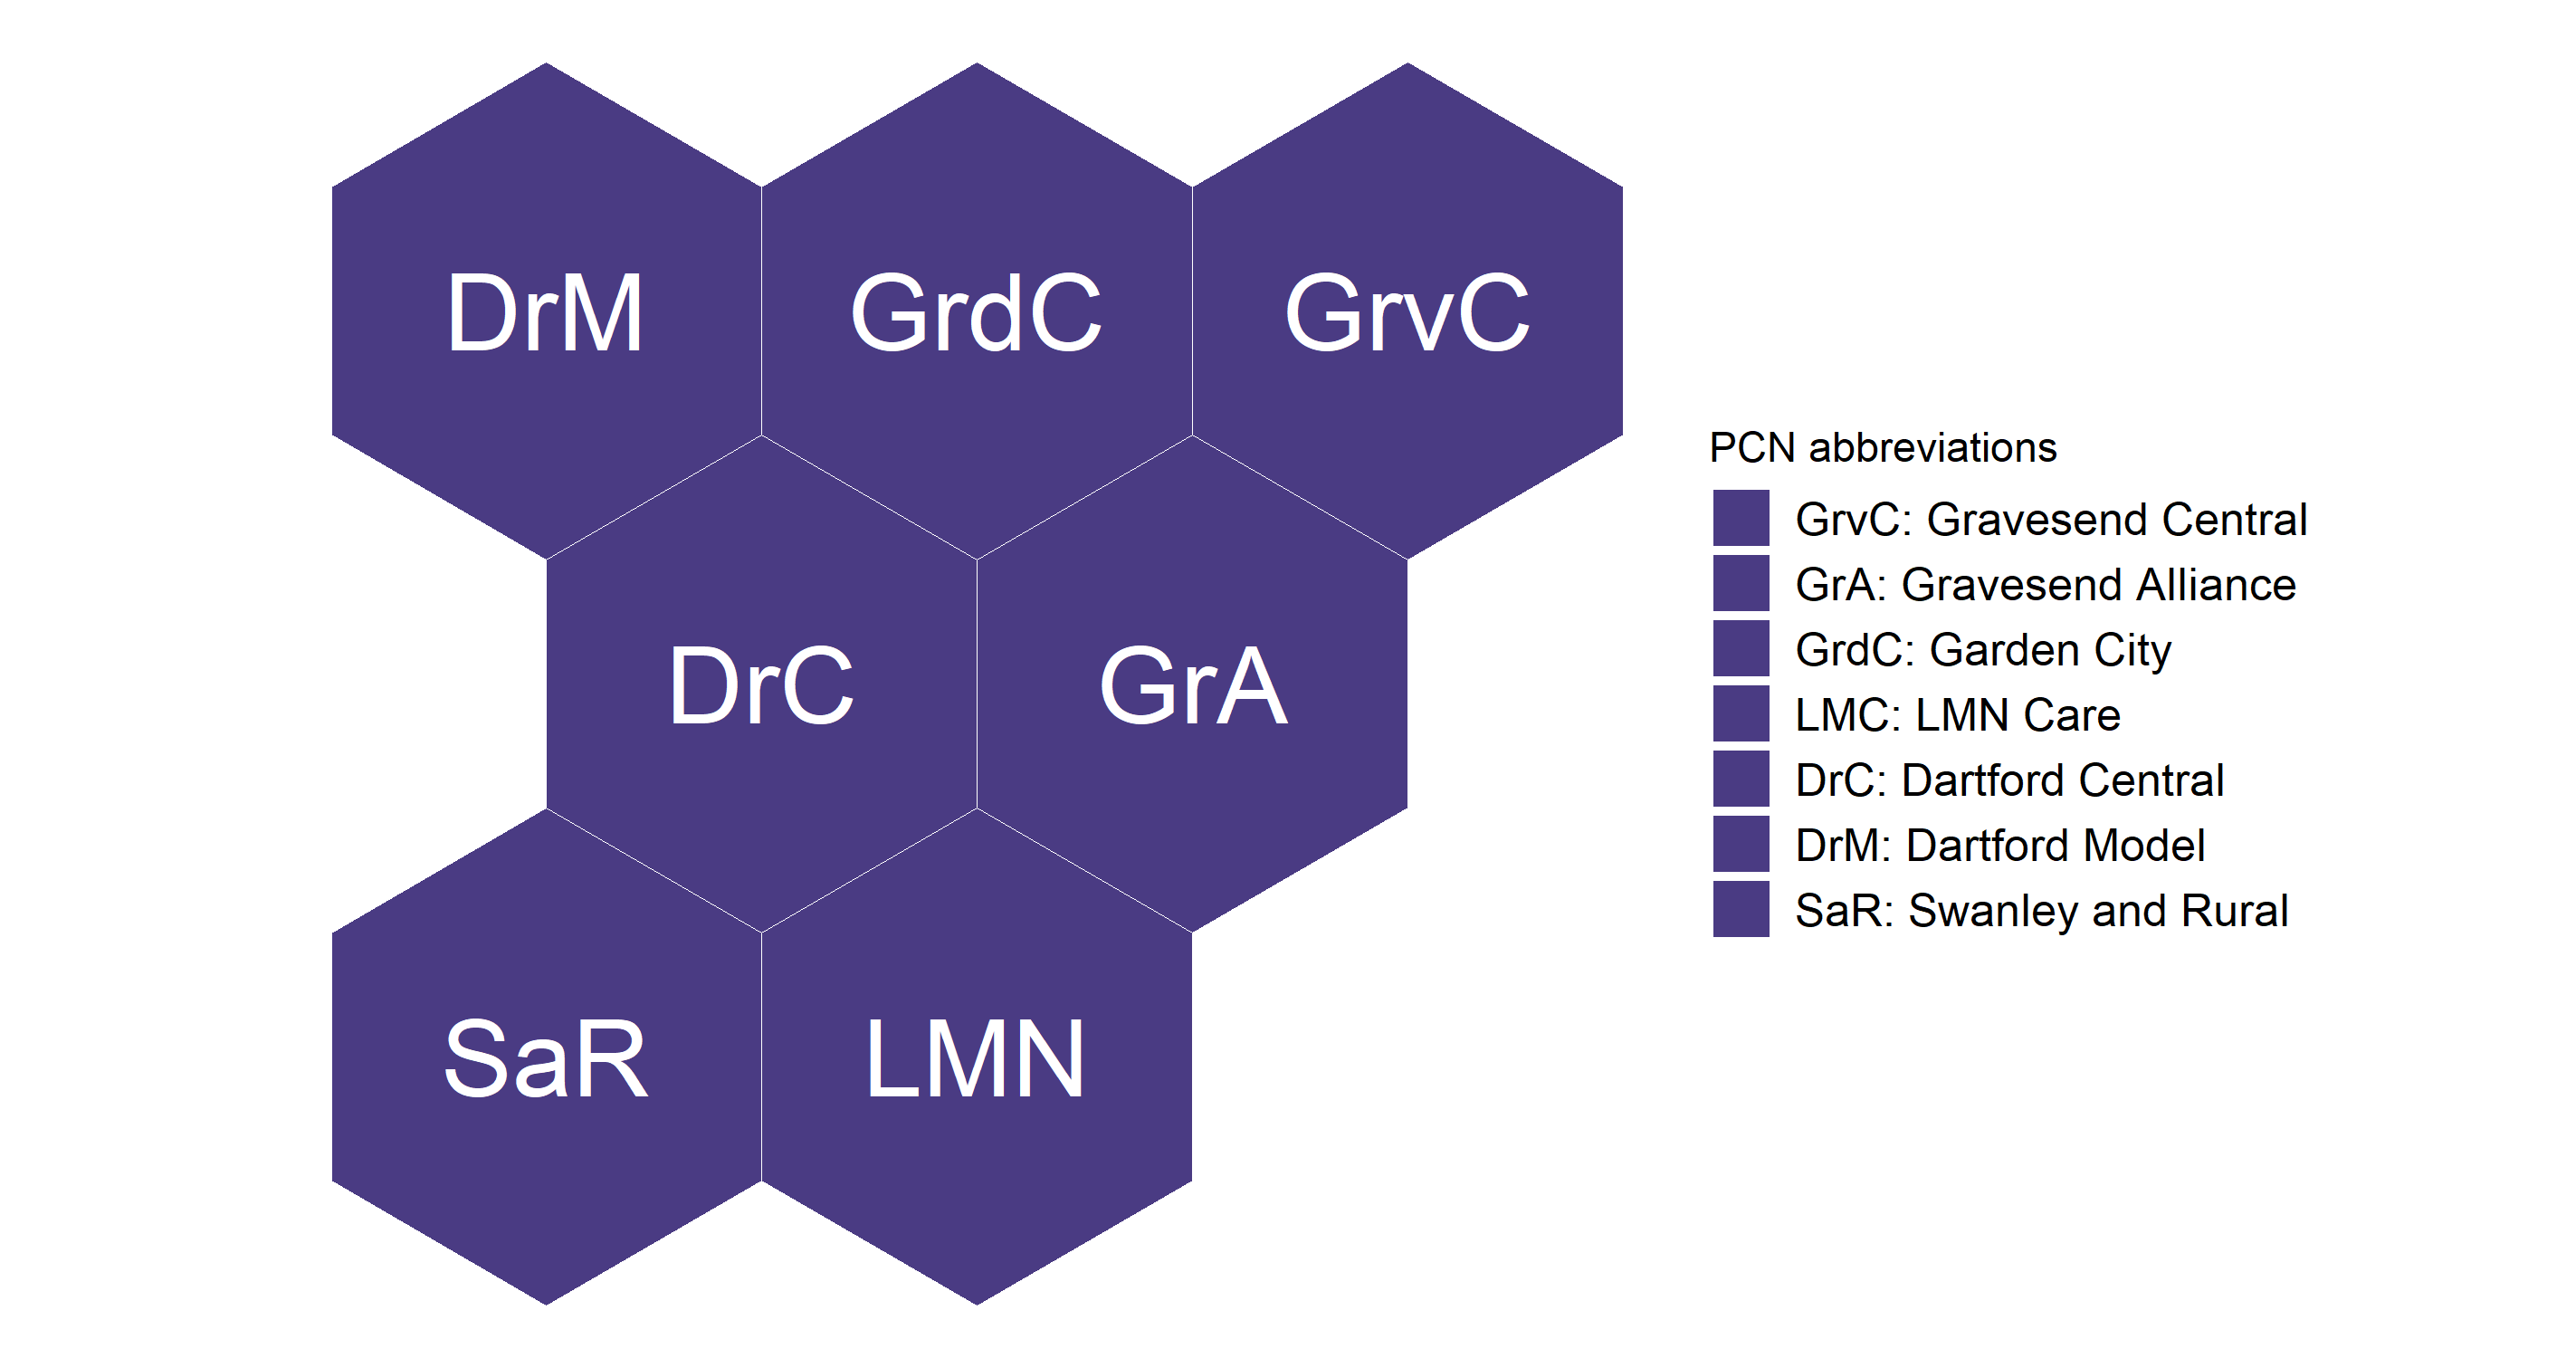 DrM
GrdC
GrvC
DrC
GrA
SaR
LMN
PCN abbreviations
GrvC: Gravesend Central
GrA: Gravesend Alliance
GrdC: Garden City
LMC: LMN Care
DrC: Dartford Central
DrM: Dartford Model
SaR: Swanley and Rural